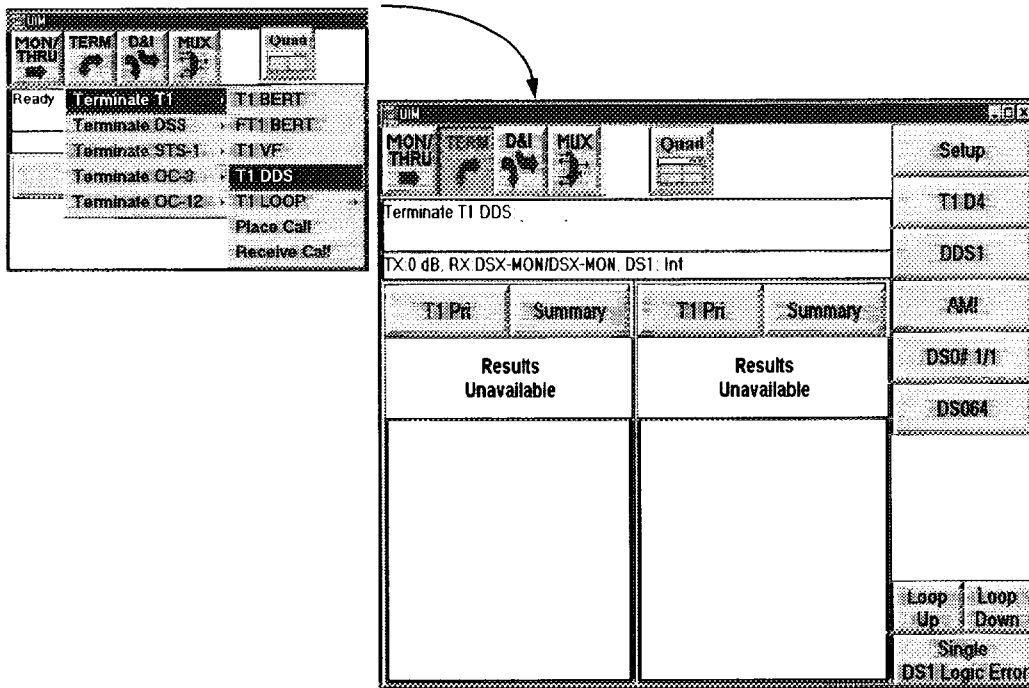 UIM
MON/ THRU TERM D&I MUX Quad
Ready
Terminate T1
Terminate DS3
Terminate STS-1
Terminate OC-3
Terminate OC-12
T1 BERT
FT1 BERT
T1 VF
T1 DDS
T1 LOOP
Place Call
Receive Call
UIM
MON/ THRU TERM D&I MUX Quad
Terminate T1 DDS
TX:0 dB, RX:DSX-MON/DSX-MON, DS1: Int
T1 Pri Summary T1 Pri Summary
Results
Unavailable
Results
Unavailable
Setup
T1 D4
DDS1
AMI
DS0# 1/1
DS064
Loop
Up
Loop
Down
Single
DS1 Logic Error